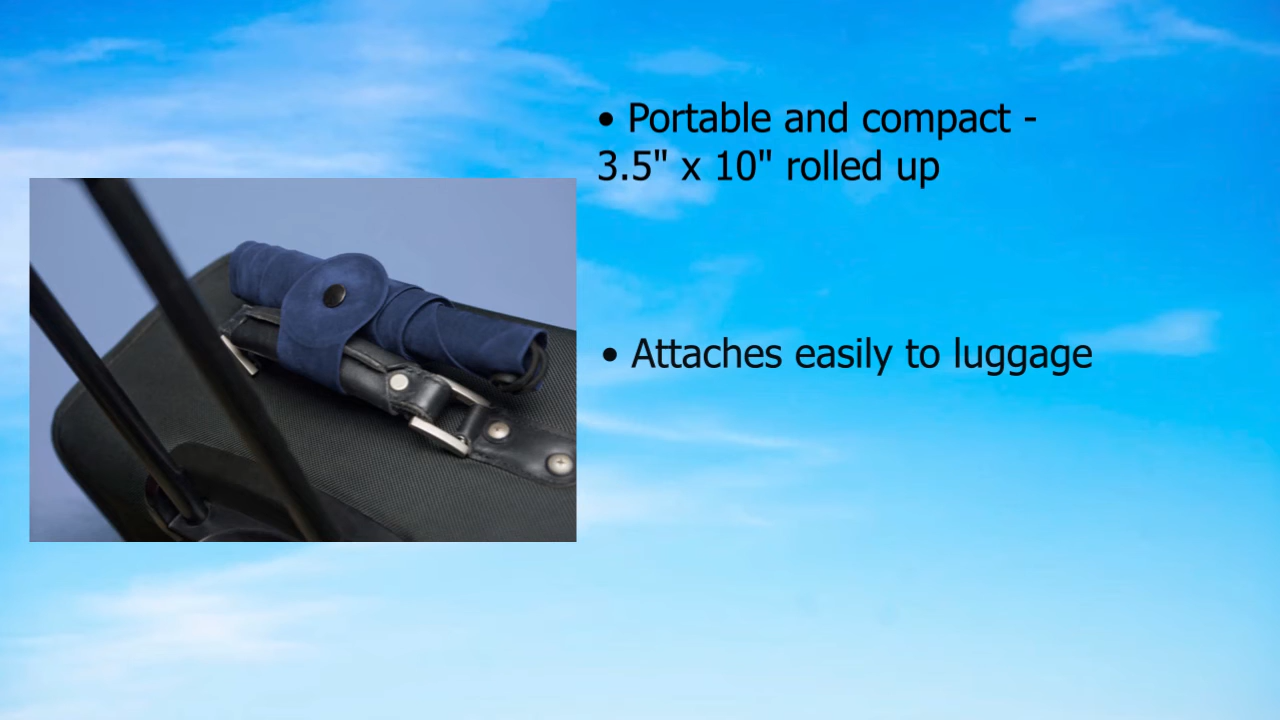 • Portable and compact -
3.5" x 10" rolled up
• Attaches easily to luggage